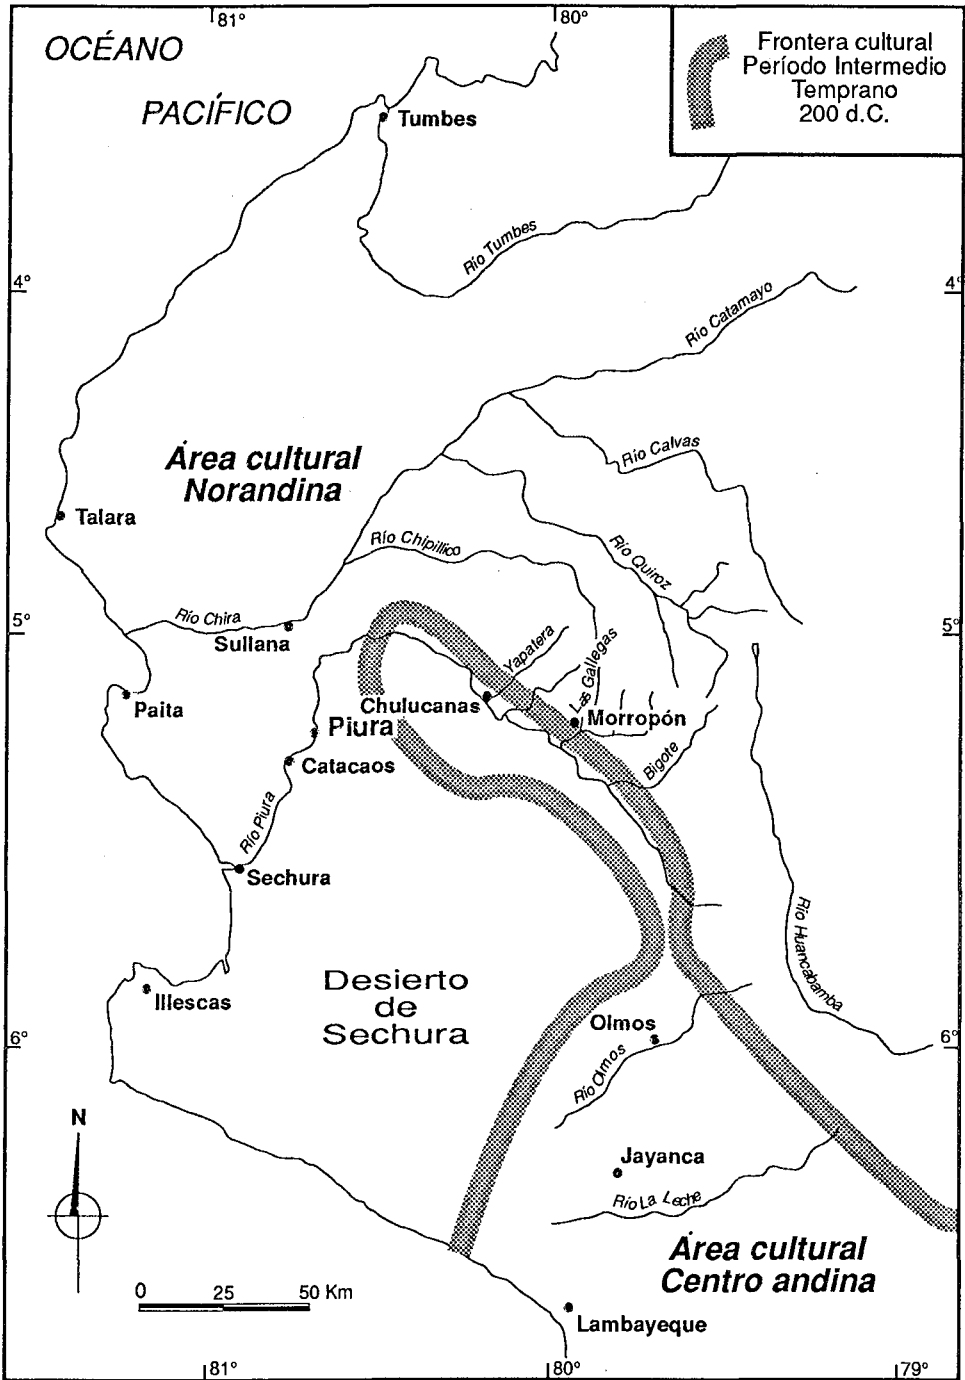 81°
80°
OCÉANO
PACÍFICO
Frontera cultural
Período Intermedio
Temprano
200 d.C.
Tumbes
Río Tumbes
4°
4°
Río Catamayo
Río Calvas
Área cultural
Norandina
Talara
Río Chipillico
Río Quiroz
Río Chira
5°
5°
Sullana
Yapatera
Las Gallegas
Paita
Chulucanas
Morropón
Piura
Catacaos
Bigote
Río Piura
Sechura
Río Huancabamba
Illescas
Desierto
de
Sechura
Olmos
6°
6°
Río Olmos
N
Jayanca
Río La Leche
Área cultural
Centro andina
0 25 50 Km
Lambayeque
81°
80°
79°